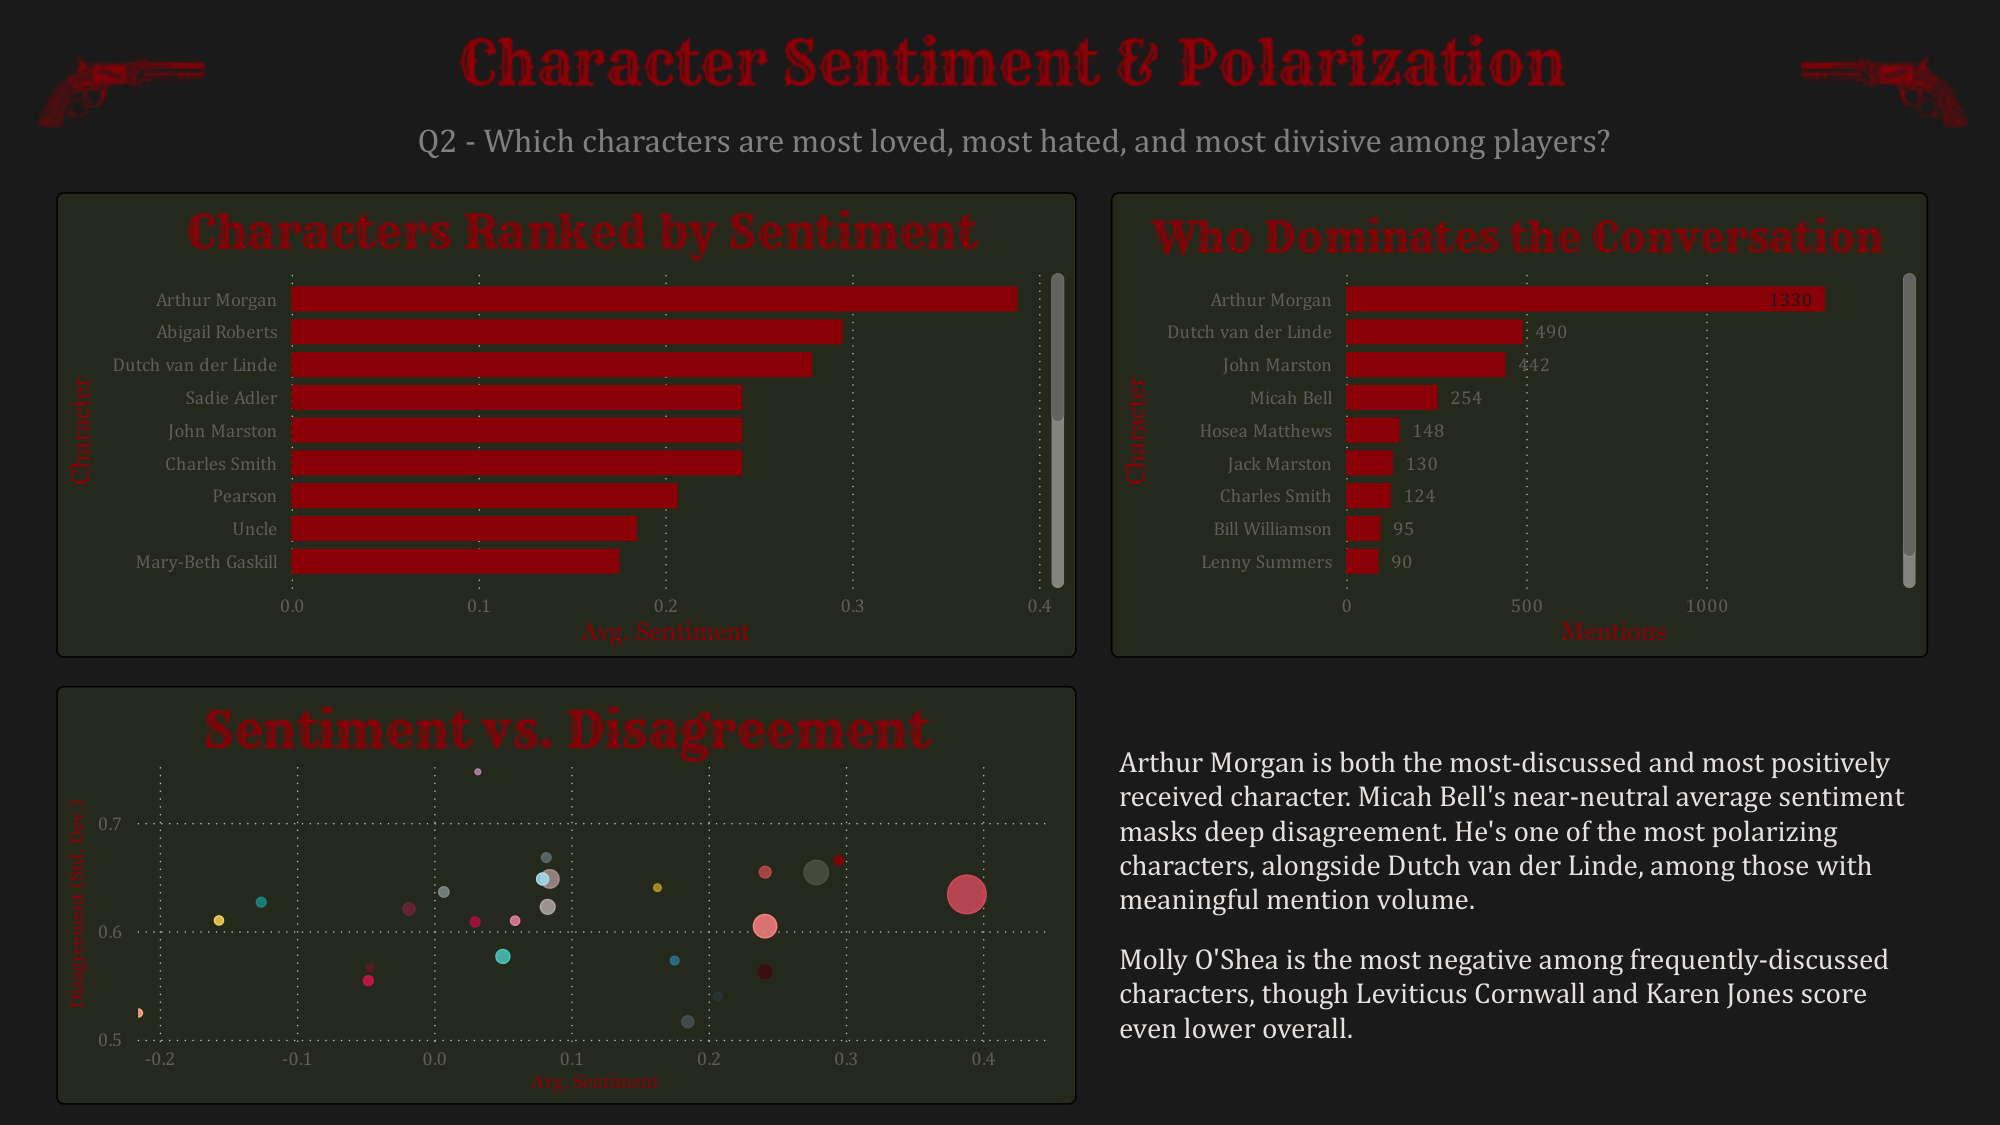 Character Sentiment & Polarization
Q2 - Which characters are most loved, most hated, and most divisive among players?
Characters Ranked by Sentiment
Character
Arthur Morgan
Abigail Roberts
Dutch van der Linde
Sadie Adler
John Marston
Charles Smith
Pearson
Uncle
Mary-Beth Gaskill
0.0 0.1 0.2 0.3 0.4
Avg. Sentiment
Who Dominates the Conversation
Character
Arthur Morgan 1330
Dutch van der Linde 490
John Marston 442
Micah Bell 254
Hosea Matthews 148
Jack Marston 130
Charles Smith 124
Bill Williamson 95
Lenny Summers 90
0 500 1000
Mentions
Sentiment vs. Disagreement
Disagreement (Std. Dev.)
0.7
0.6
0.5
-0.2 -0.1 0.0 0.1 0.2 0.3 0.4
Avg. Sentiment
Arthur Morgan is both the most-discussed and most positively
received character. Micah Bell's near-neutral average sentiment
masks deep disagreement. He's one of the most polarizing
characters, alongside Dutch van der Linde, among those with
meaningful mention volume.
Molly O'Shea is the most negative among frequently-discussed
characters, though Leviticus Cornwall and Karen Jones score
even lower overall.